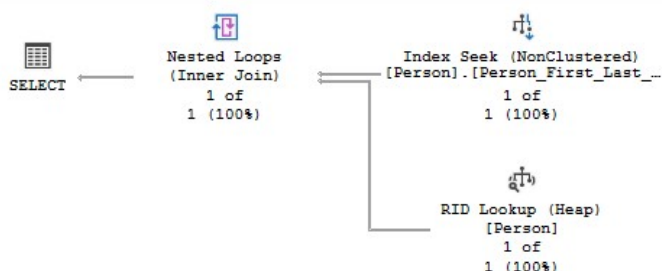 SELECT
Nested Loops
(Inner Join)
1 of
1 (100%)
Index Seek (NonClustered)
[Person].[Person_First_Last_…
1 of
1 (100%)
RID Lookup (Heap)
[Person]
1 of
1 (100%)